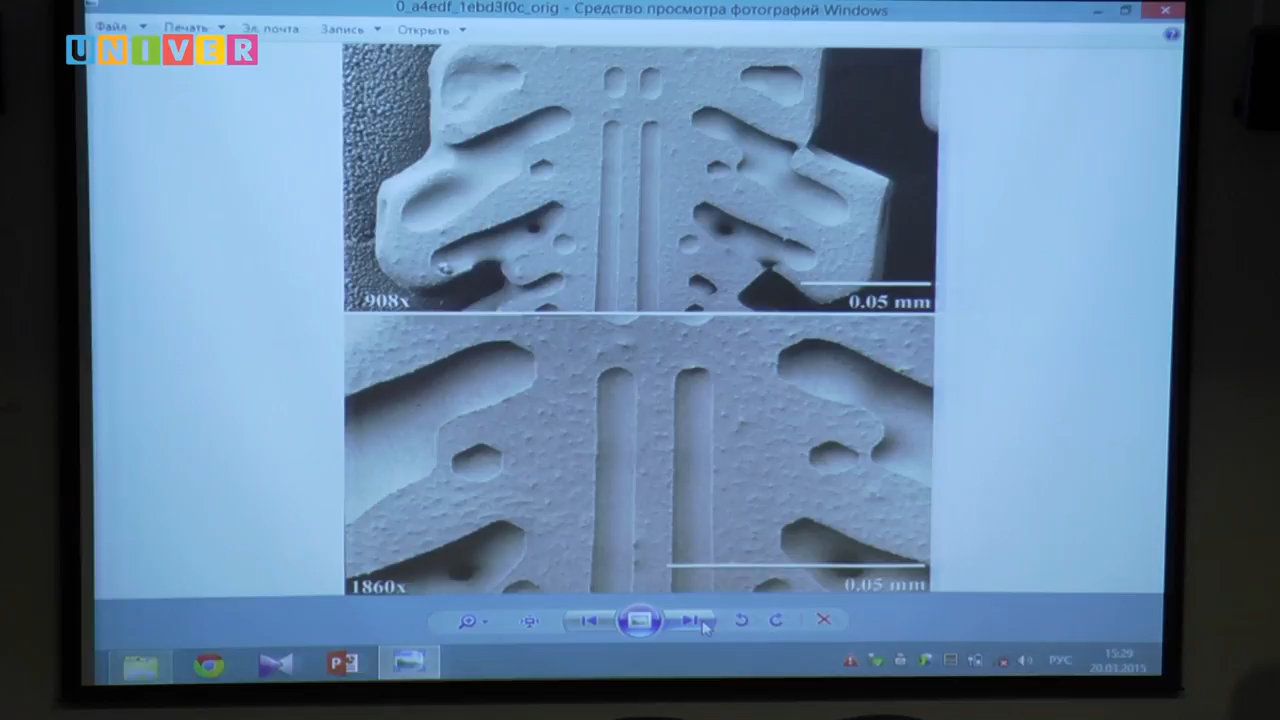 0_a4edf_1ebd3f0c_orig - Средство просмотра фотографий Windows
Файл Печать Эл. почта Запись Открыть
UNIVER
908x 0.05 mm
1860x 0.05 mm
РУС 15:29
20.03.2015